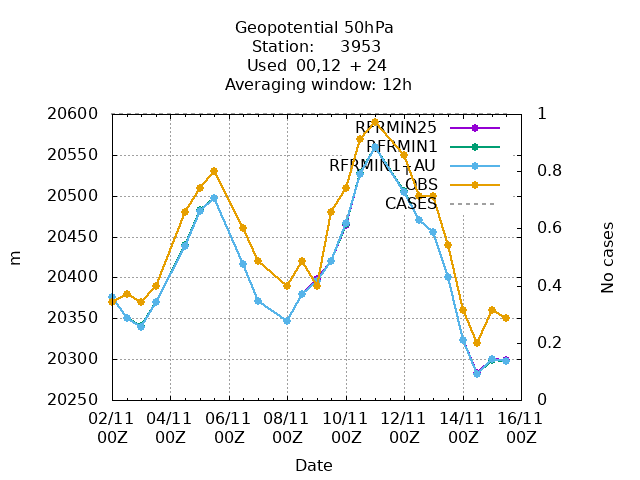 Geopotential 50hPa
Station: 3953
Used 00,12 + 24
Averaging window: 12h
20600
20550
20500
20450
20400
20350
20300
20250
1
0.8
0.6
0.4
0.2
0
RFRMIN25
RFRMIN1
RFRMIN1+AU
OBS
CASES
m
No cases
02/11 04/11 06/11 08/11 10/11 12/11 14/11 16/11
00Z 00Z 00Z 00Z 00Z 00Z 00Z 00Z
Date